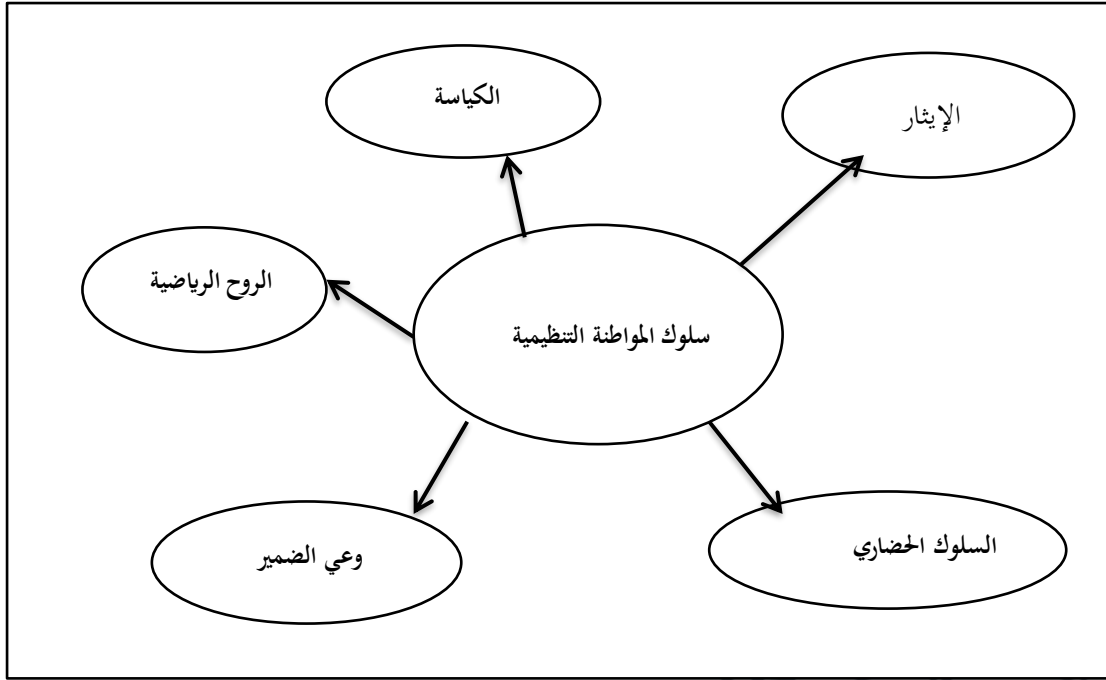 الإيثار
الكياسة
الروح الرياضية
سلوك المواطنة التنظيمية
وعي الضمير
السلوك الحضاري